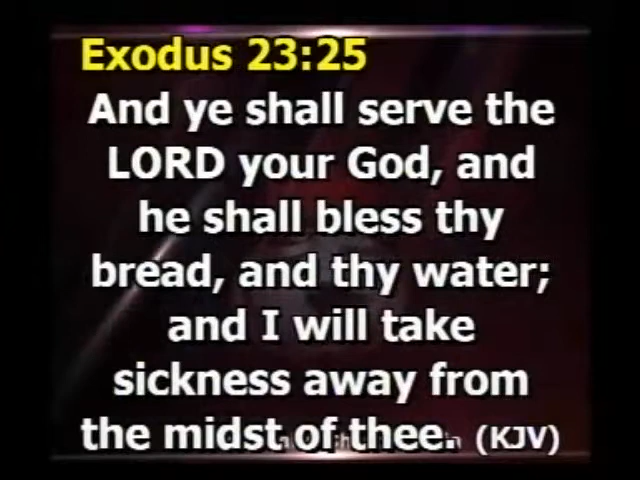 Exodus 23:25
And ye shall serve the
LORD your God, and
he shall bless thy
bread, and thy water;
and I will take
sickness away from
the midst of thee. (KJV)